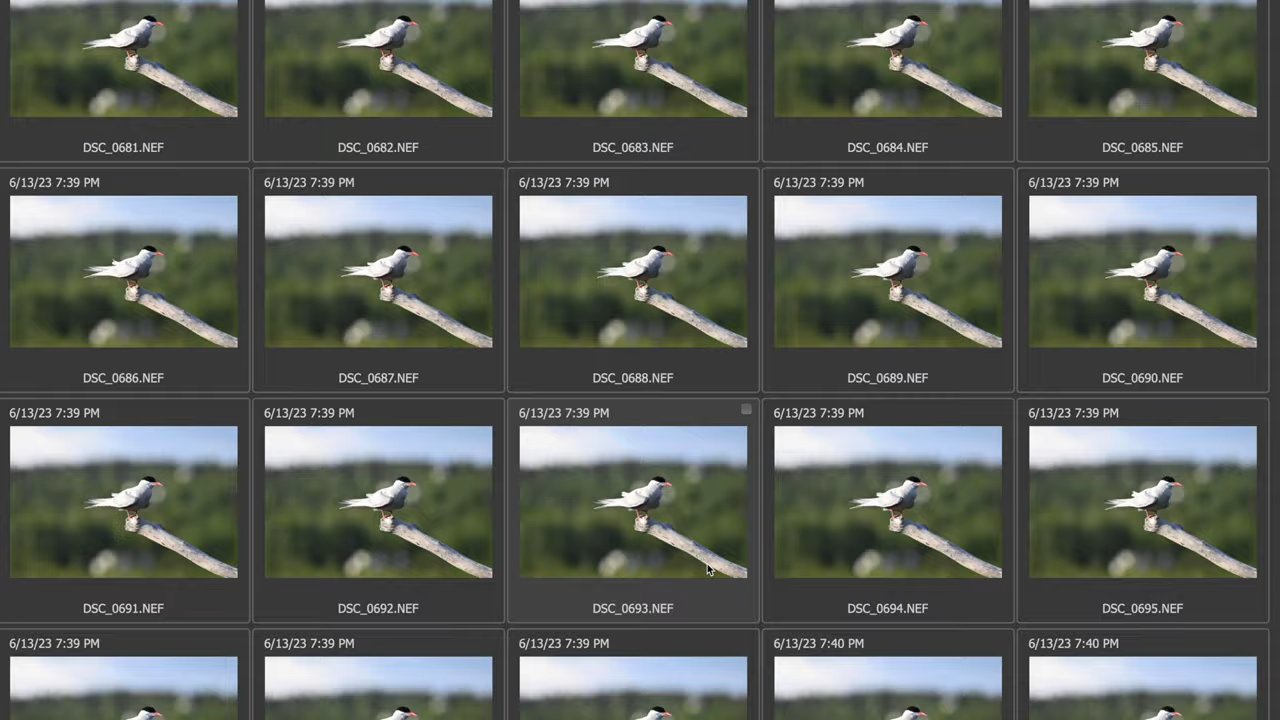 DSC_0681.NEF DSC_0682.NEF DSC_0683.NEF DSC_0684.NEF DSC_0685.NEF
6/13/23 7:39 PM 6/13/23 7:39 PM 6/13/23 7:39 PM 6/13/23 7:39 PM 6/13/23 7:39 PM
DSC_0686.NEF DSC_0687.NEF DSC_0688.NEF DSC_0689.NEF DSC_0690.NEF
6/13/23 7:39 PM 6/13/23 7:39 PM 6/13/23 7:39 PM 6/13/23 7:39 PM 6/13/23 7:39 PM
DSC_0691.NEF DSC_0692.NEF DSC_0693.NEF DSC_0694.NEF DSC_0695.NEF
6/13/23 7:39 PM 6/13/23 7:39 PM 6/13/23 7:39 PM 6/13/23 7:40 PM 6/13/23 7:40 PM